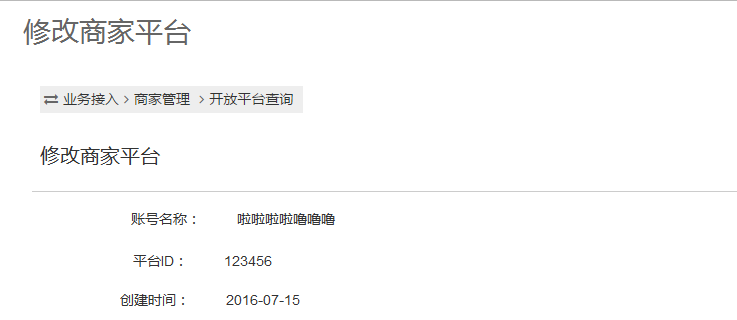 修改商家平台
业务接入 > 商家管理 > 开放平台查询
修改商家平台
账号名称： 啦啦啦啦噜噜噜
平台ID： 123456
创建时间： 2016-07-15